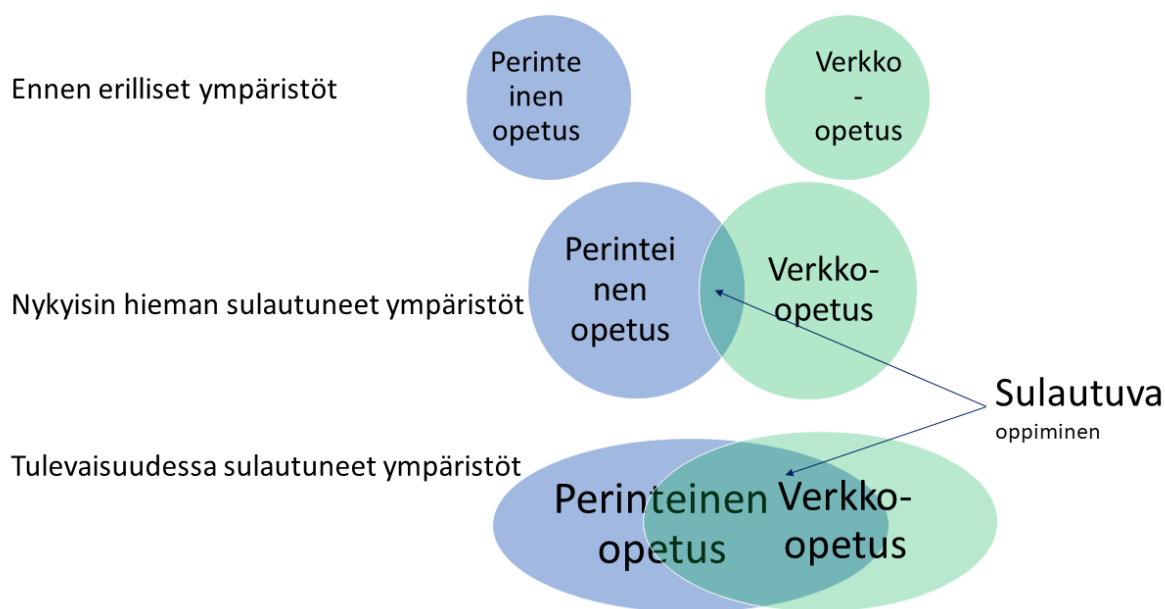 Ennen erilliset ympäristöt
Perinte
inen
opetus
Verkko
-
opetus
Nykyisin hieman sulautuneet ympäristöt
Perintei
nen
opetus
Verkko-
opetus
Sulautuva
oppiminen
Tulevaisuudessa sulautuneet ympäristöt
Perinteinen
opetus
Verkko-
opetus